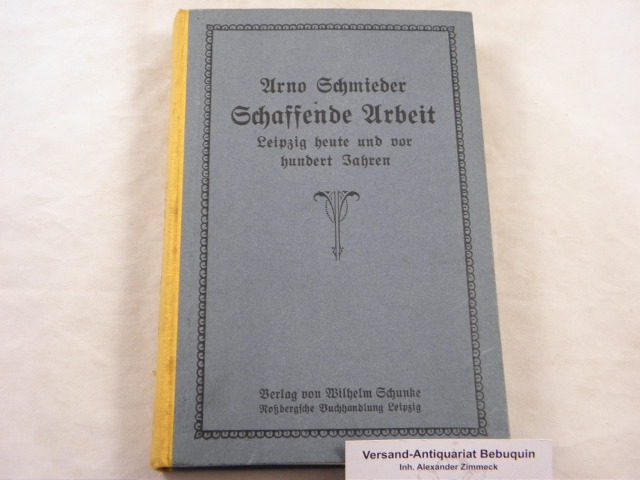 Arno Schmieder
Schaffende Arbeit
Leipzig heute und vor
hundert Jahren
Verlag von Wilhelm Schunke
Roßbergsche Buchhandlung Leipzig
Versand-Antiquariat Bebuquin
Inh. Alexander Zimmeck